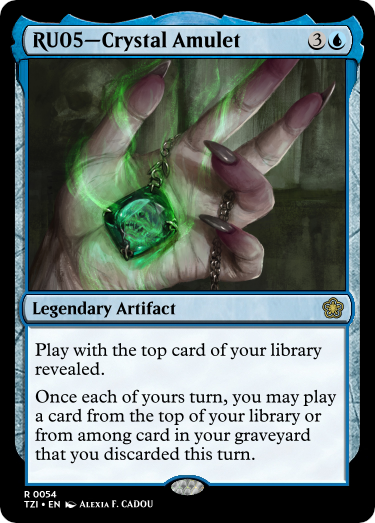 RU05—Crystal Amulet 3
Legendary Artifact
Play with the top card of your library
revealed.
Once each of yours turn, you may play
a card from the top of your library or
from among card in your graveyard
that you discarded this turn.
R 0054
TZI • EN Alexia F. CADOU